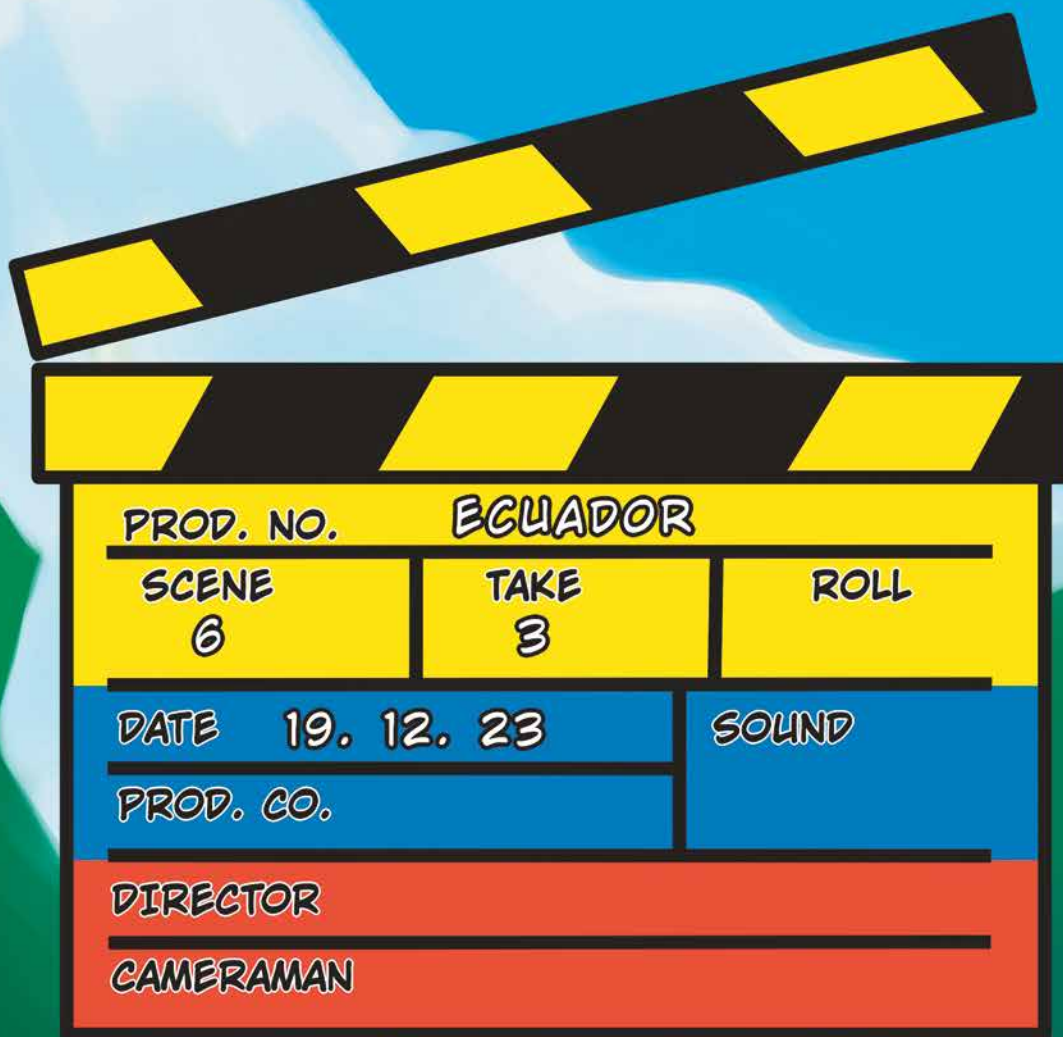 PROD. NO. ECUADOR
SCENE TAKE ROLL
6 3
DATE 19. 12. 23 SOUND
PROD. CO.
DIRECTOR
CAMERAMAN